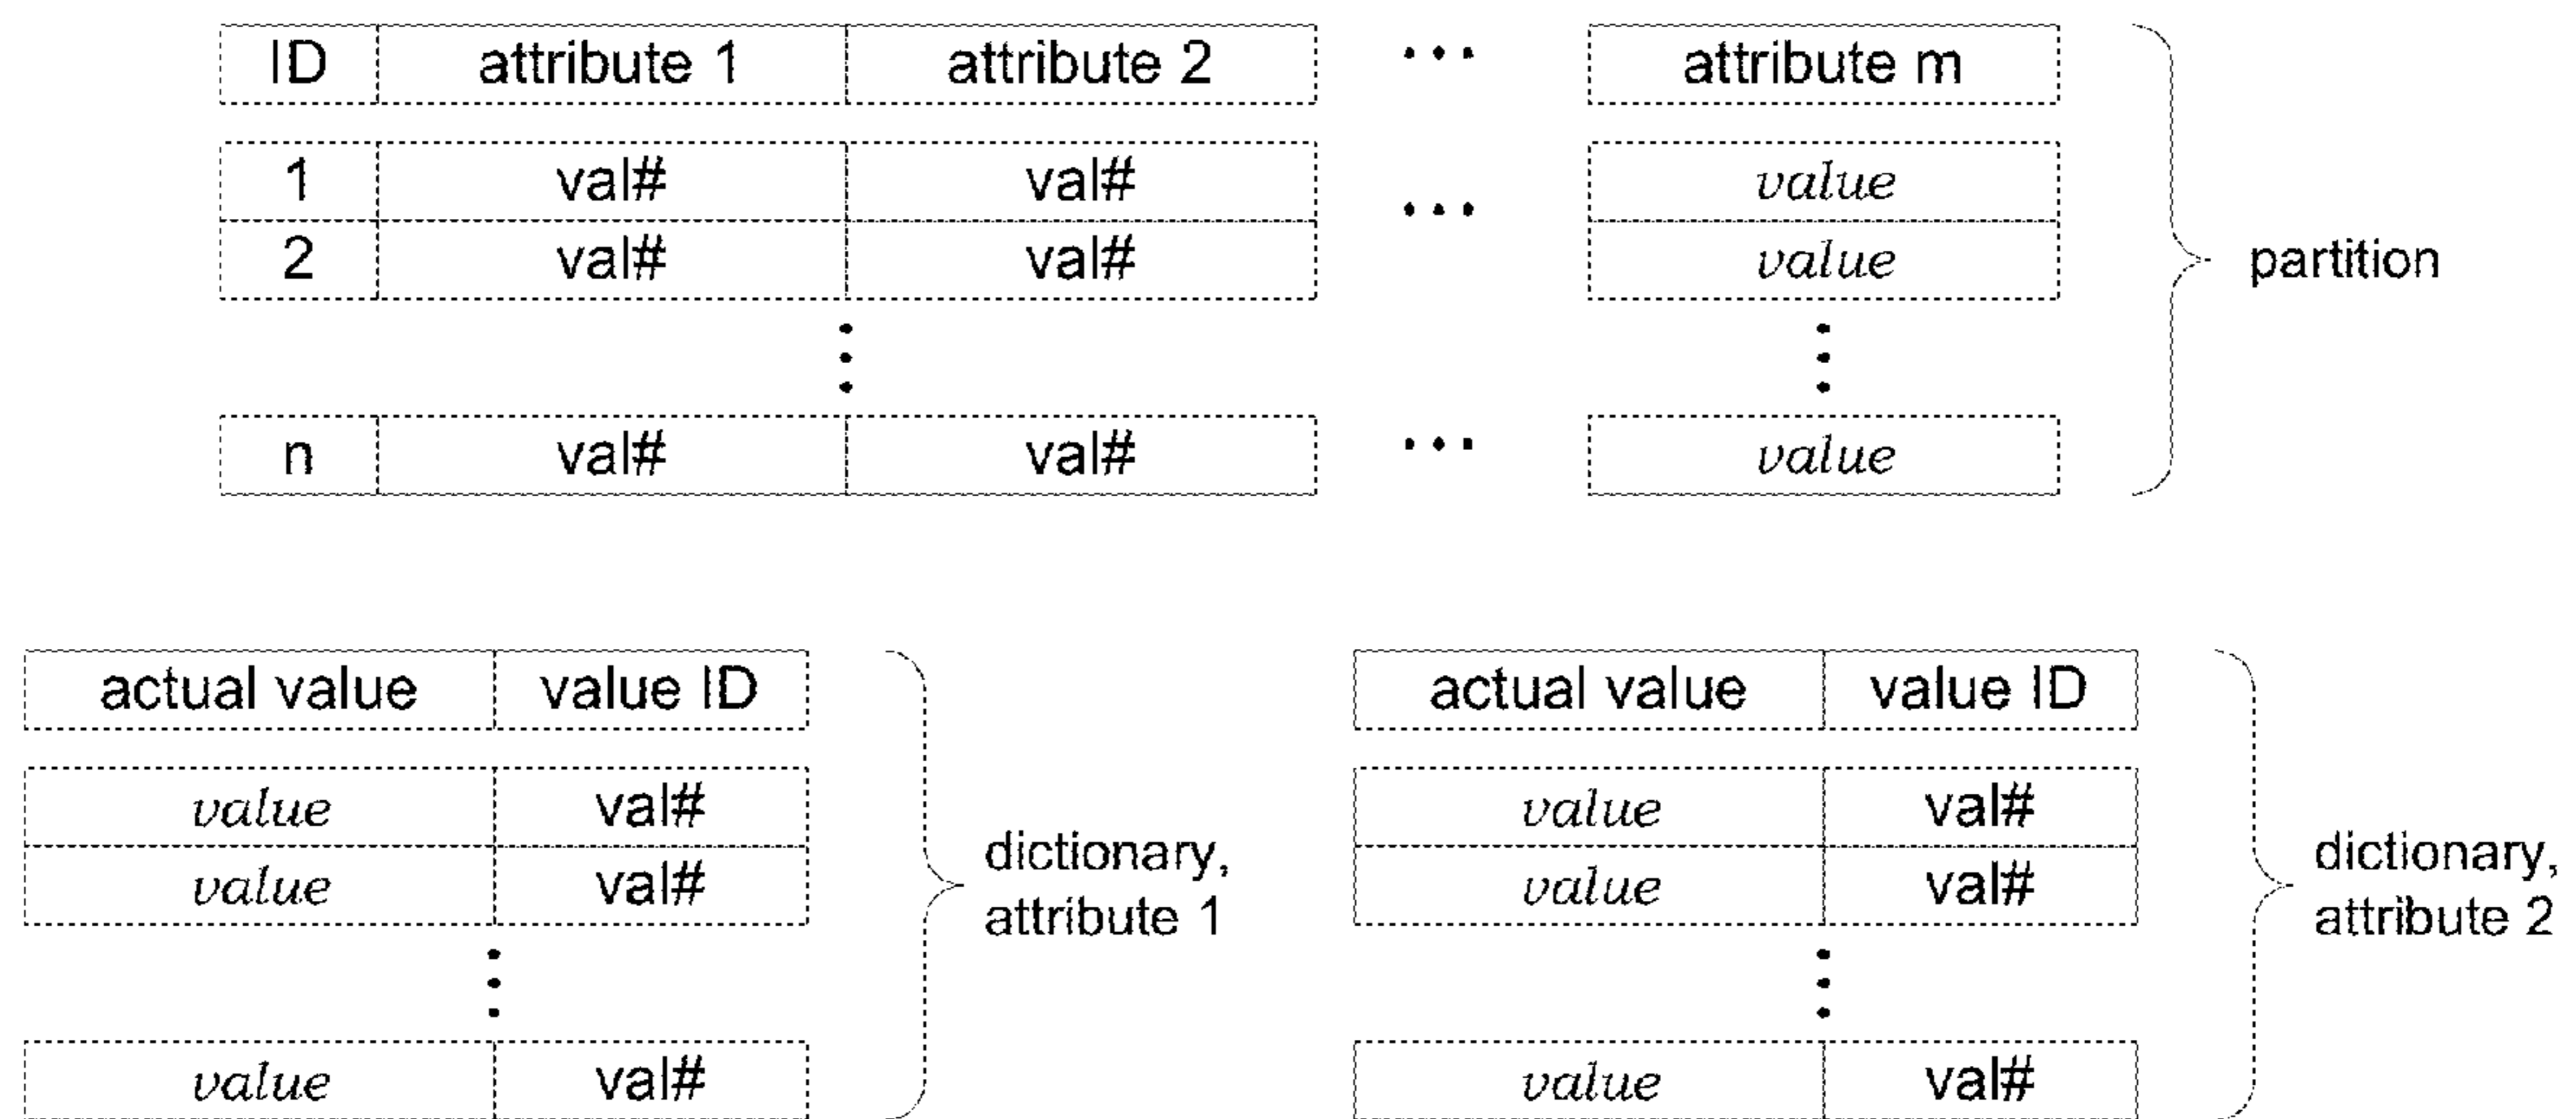 ID attribute 1 attribute 2 ... attribute m
1 val# val# ... value
2 val# val# value
partition
n val# val# ... value
actual value value ID
value val#
value val#
value val#
dictionary,
attribute 1
actual value value ID
value val#
value val#
value val#
dictionary,
attribute 2